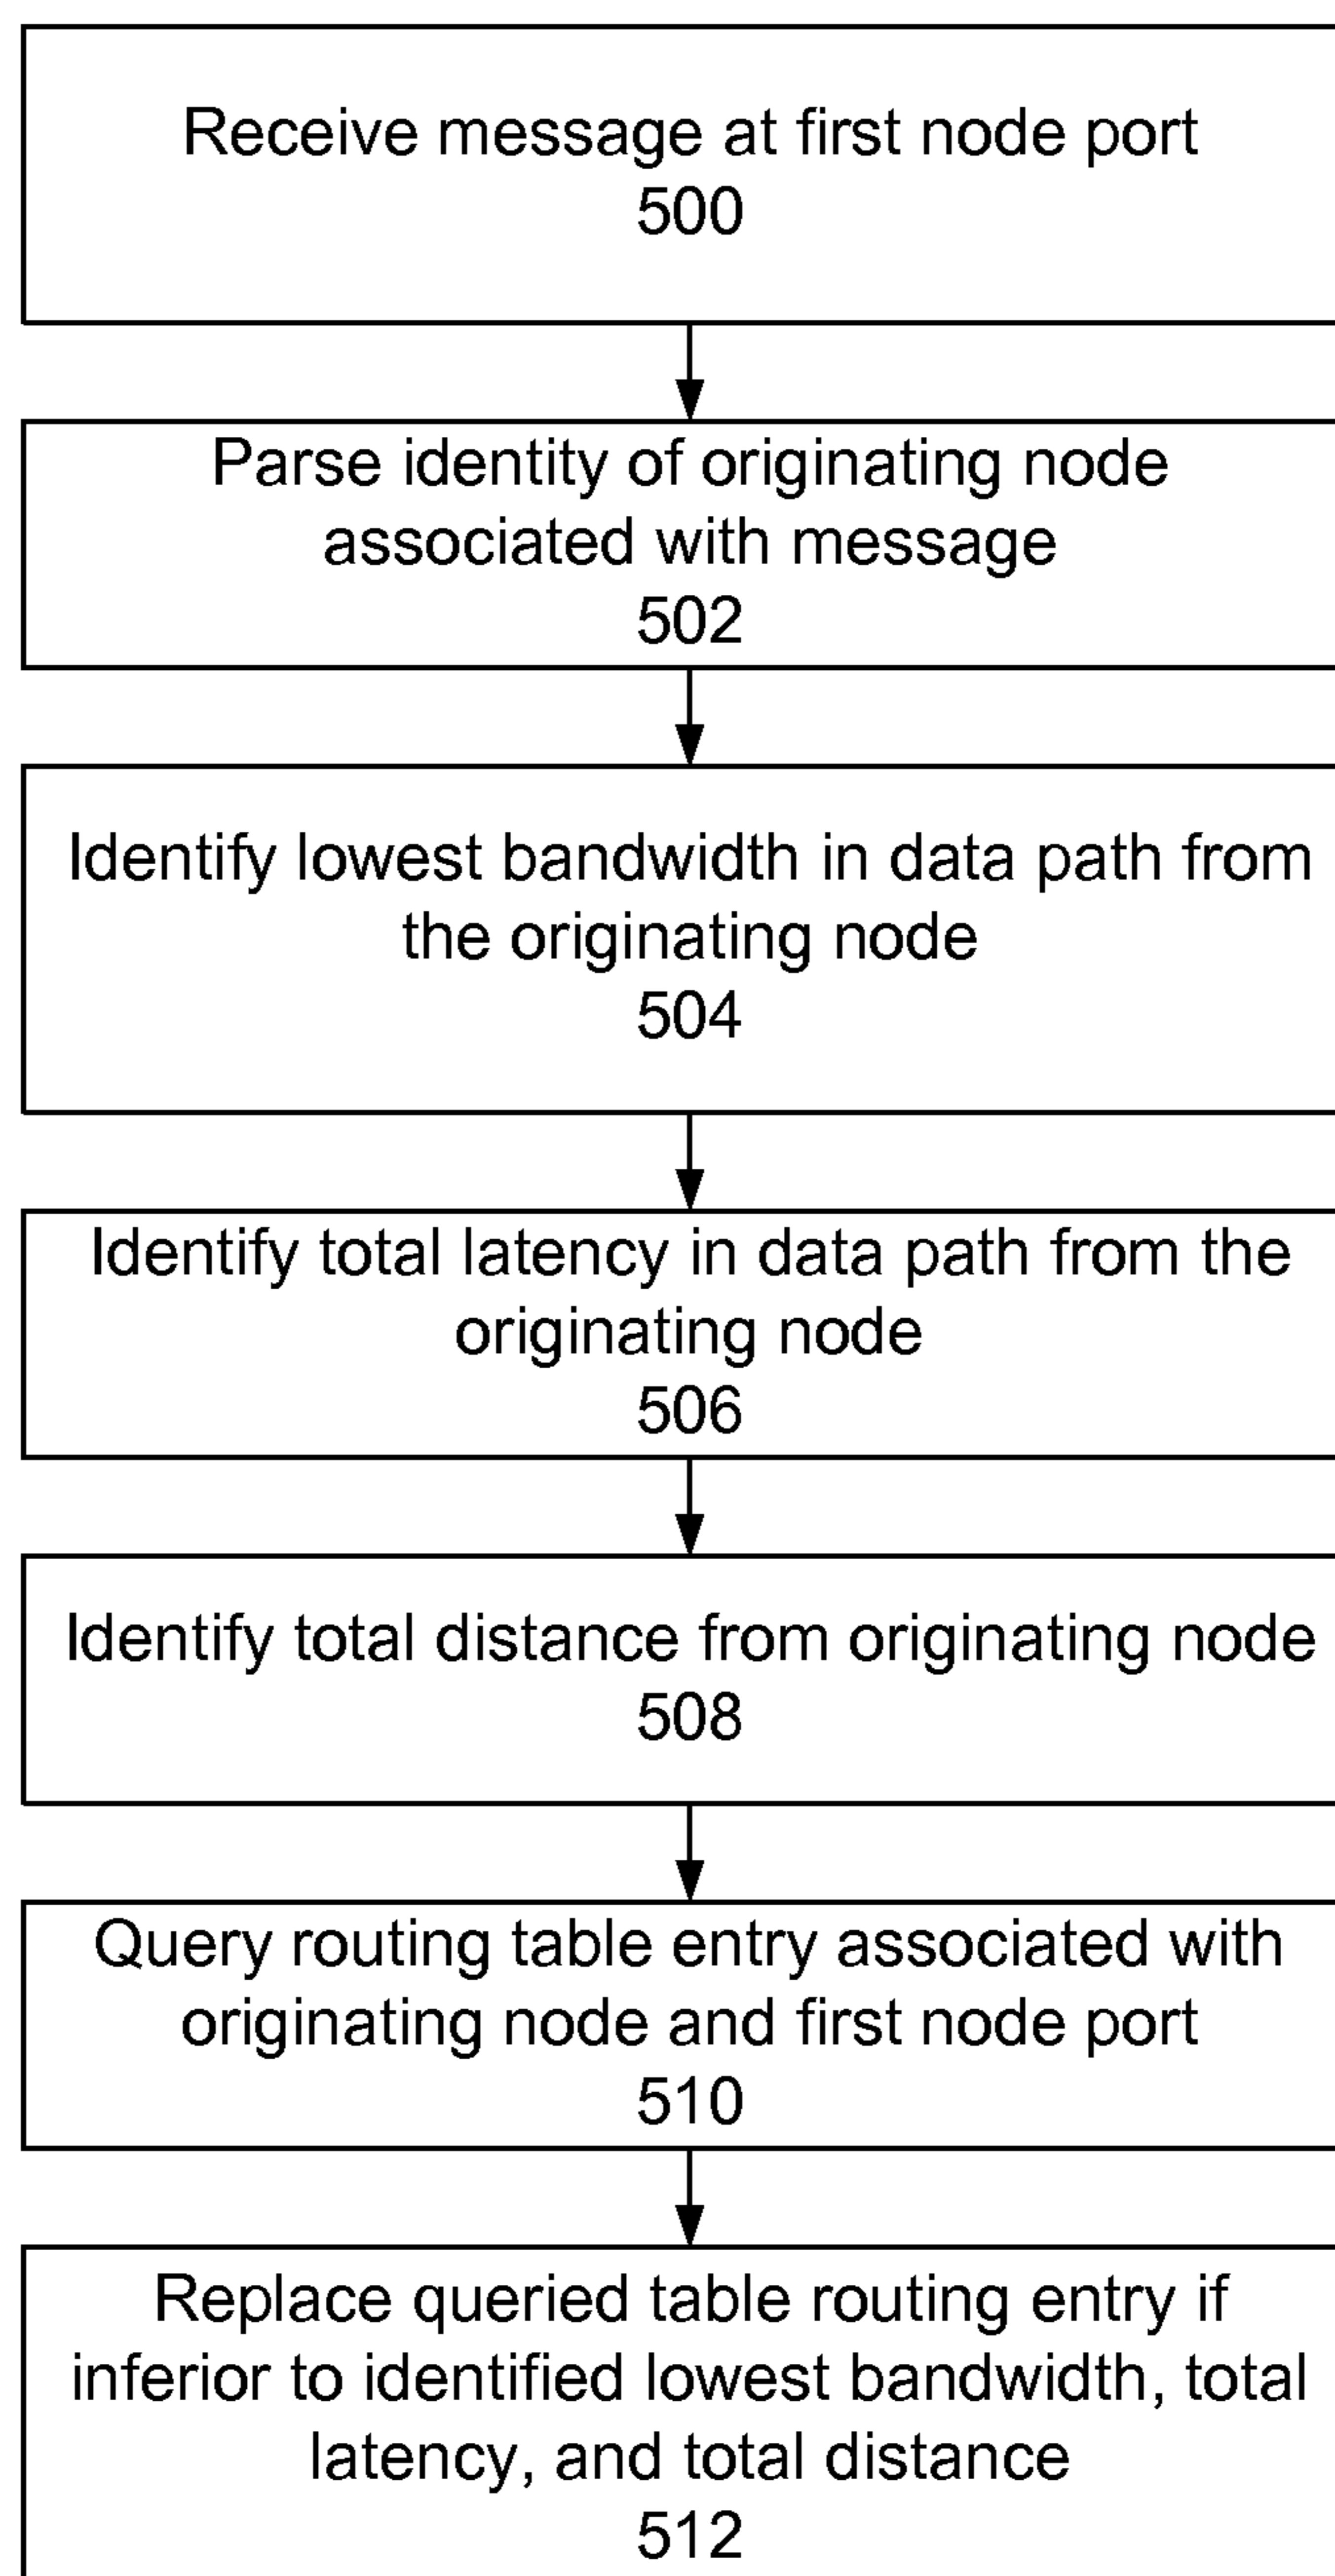 Receive message at first node port
500
Parse identity of originating node
associated with message
502
Identify lowest bandwidth in data path from
the originating node
504
Identify total latency in data path from the
originating node
506
Identify total distance from originating node
508
Query routing table entry associated with
originating node and first node port
510
Replace queried table routing entry if
inferior to identified lowest bandwidth, total
latency, and total distance
512